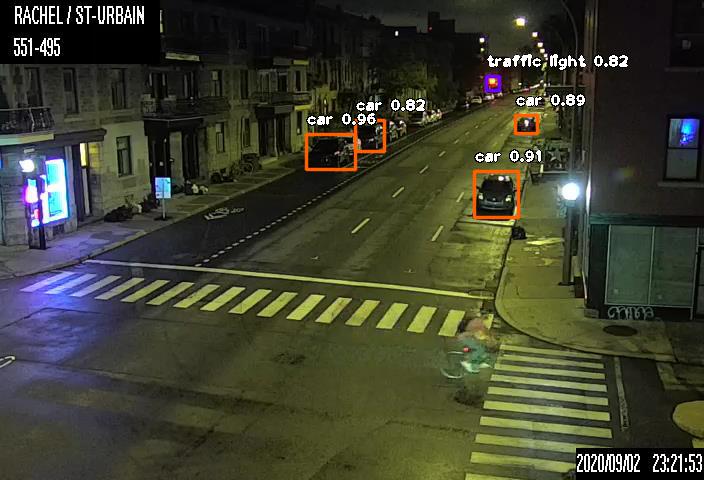 RACHEL / ST-URBAIN
551-495
traffic light 0.82
car 0.89
car 0.82
car 0.96
car 0.91
2020/09/02 23:21:53